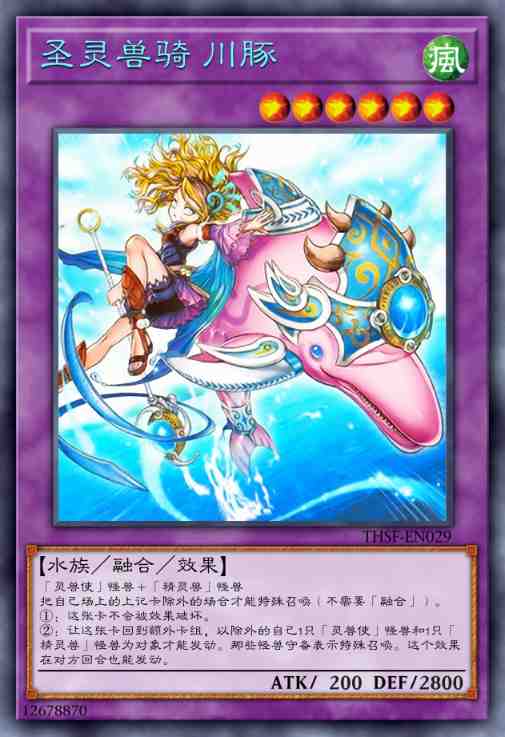 圣灵兽骑 川豚
風
THSF-EN029
【水族／融合／效果】
「灵兽使」怪兽＋「精灵兽」怪兽
把自己场上的上记卡除外的场合才能特殊召唤（不需要「融合」）。
①：这张卡不会被效果破坏。
②：让这张卡回到额外卡组，以除外的自己1只「灵兽使」怪兽和1只「
精灵兽」怪兽为对象才能发动。那些怪兽守备表示特殊召唤。这个效果
在对方回合也能发动。
ATK/ 200 DEF/2800
12678870